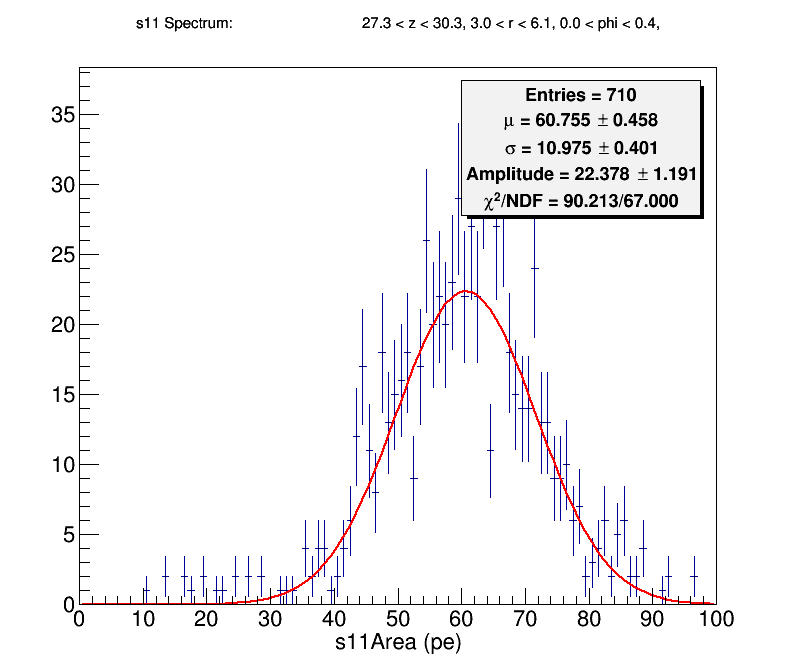 s11 Spectrum: 27.3 < z < 30.3, 3.0 < r < 6.1, 0.0 < phi < 0.4,
Entries = 710
μ = 60.755 ± 0.458
σ = 10.975 ± 0.401
Amplitude = 22.378 ± 1.191
χ²/NDF = 90.213/67.000
35
30
25
20
15
10
5
0
0 10 20 30 40 50 60 70 80 90 100
s11Area (pe)